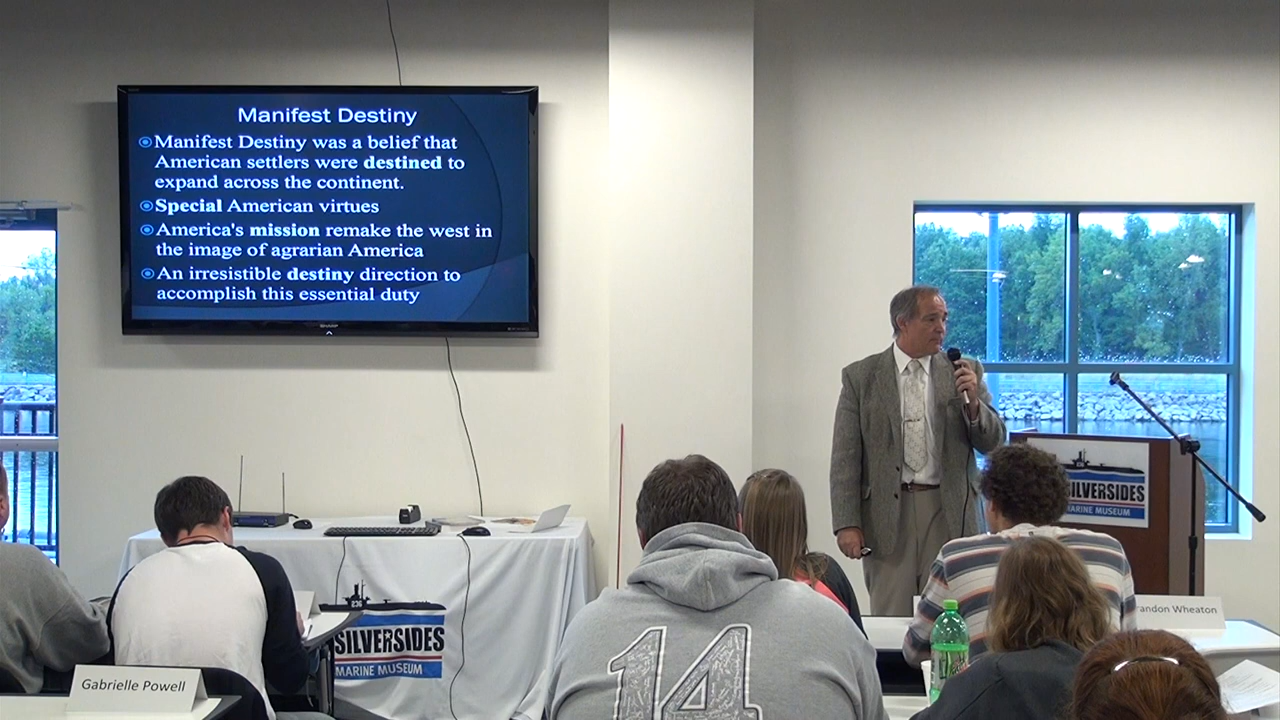 Manifest Destiny
Manifest Destiny was a belief that
American settlers were destined to
expand across the continent.
Special American virtues
America's mission remake the west in
the image of agrarian America
An irresistible destiny direction to
accomplish this essential duty
SHARP
SILVERSIDES
MARINE MUSEUM
randon Wheaton
236
SILVERSIDES
MARINE MUSEUM
Gabrielle Powell
14